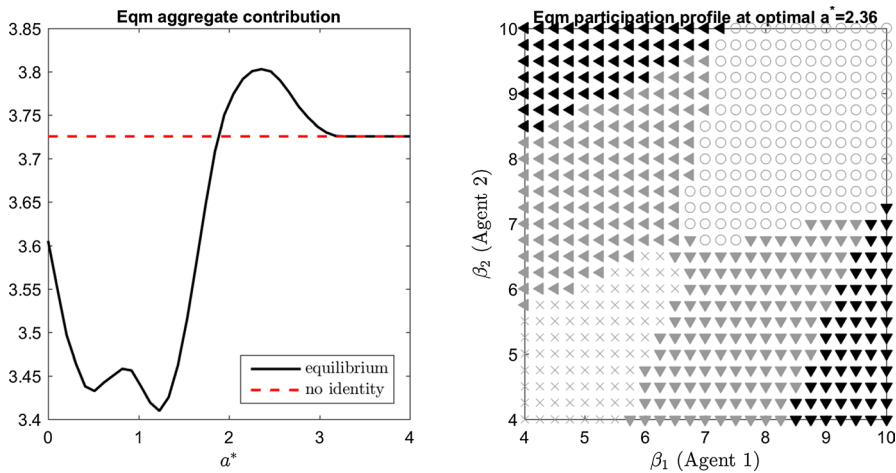 Eqm aggregate contribution
3.85
3.8
3.75
3.7
3.65
3.6
3.55
3.5
3.45
3.4
0 1 2 3 4
a*
equilibrium
no identity
Eqm participation profile at optimal a*=2.36
10
9
8
7
6
5
4
β2 (Agent 2)
4 5 6 7 8 9 10
β1 (Agent 1)